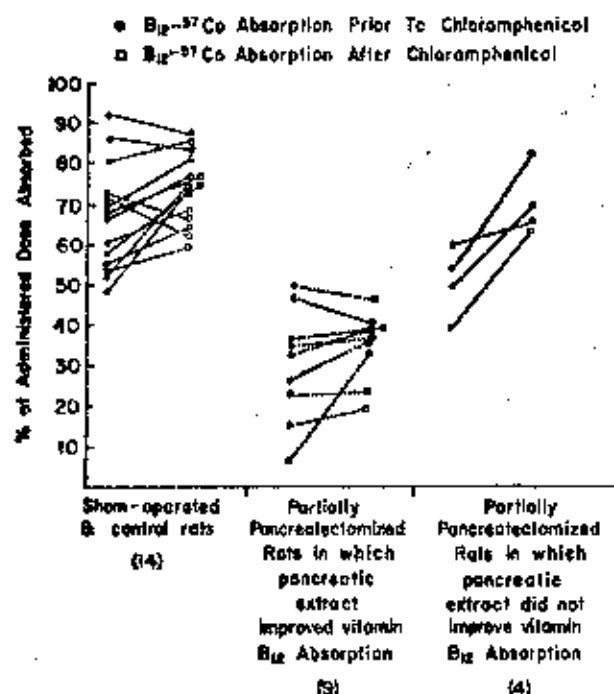 ● B12-57Co Absorption Prior To Chloramphenicol
□ B12-57Co Absorption After Chloramphenicol
% of Administered Dose Absorbed
100
90
80
70
60
50
40
30
20
10
Sham-operated
& control rats
(14)
Partially
Pancreatectomized
Rats in which
pancreatic
extract
improved vitamin
B12 Absorption
(9)
Partially
Pancreatectomized
Rats in which
pancreatic
extract did not
improve vitamin
B12 Absorption
(4)